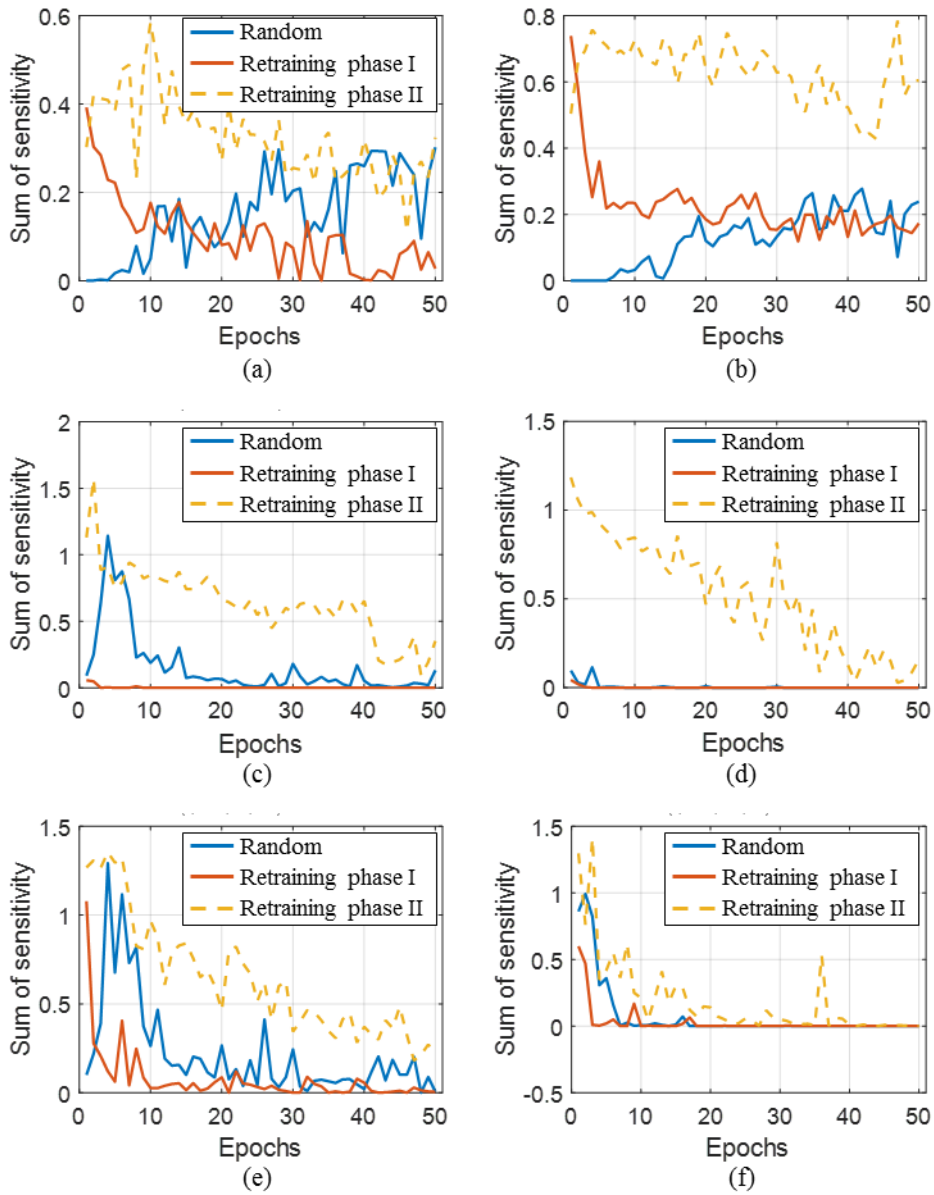 0.6
0.4
0.2
0
Sum of sensitivity
Random
Retraining phase I
Retraining phase II
0 10 20 30 40 50
Epochs
(a)
0.8
0.6
0.4
0.2
0
Sum of sensitivity
0 10 20 30 40 50
Epochs
(b)
2
1.5
1
0.5
0
Sum of sensitivity
Random
Retraining phase I
Retraining phase II
0 10 20 30 40 50
Epochs
(c)
1.5
1
0.5
0
Sum of sensitivity
Random
Retraining phase I
Retraining phase II
0 10 20 30 40 50
Epochs
(d)
1.5
1
0.5
0
Sum of sensitivity
Random
Retraining phase I
Retraining phase II
0 10 20 30 40 50
Epochs
(e)
1.5
1
0.5
0
-0.5
Sum of sensitivity
Random
Retraining phase I
Retraining phase II
0 10 20 30 40 50
Epochs
(f)